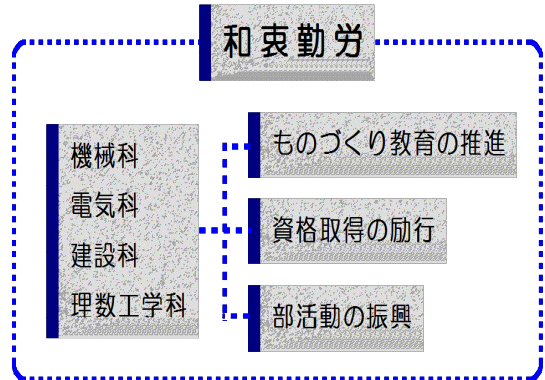 和衷勤労
機械科
電気科
建設科
理数工学科
ものづくり教育の推進
資格取得の励行
部活動の振興